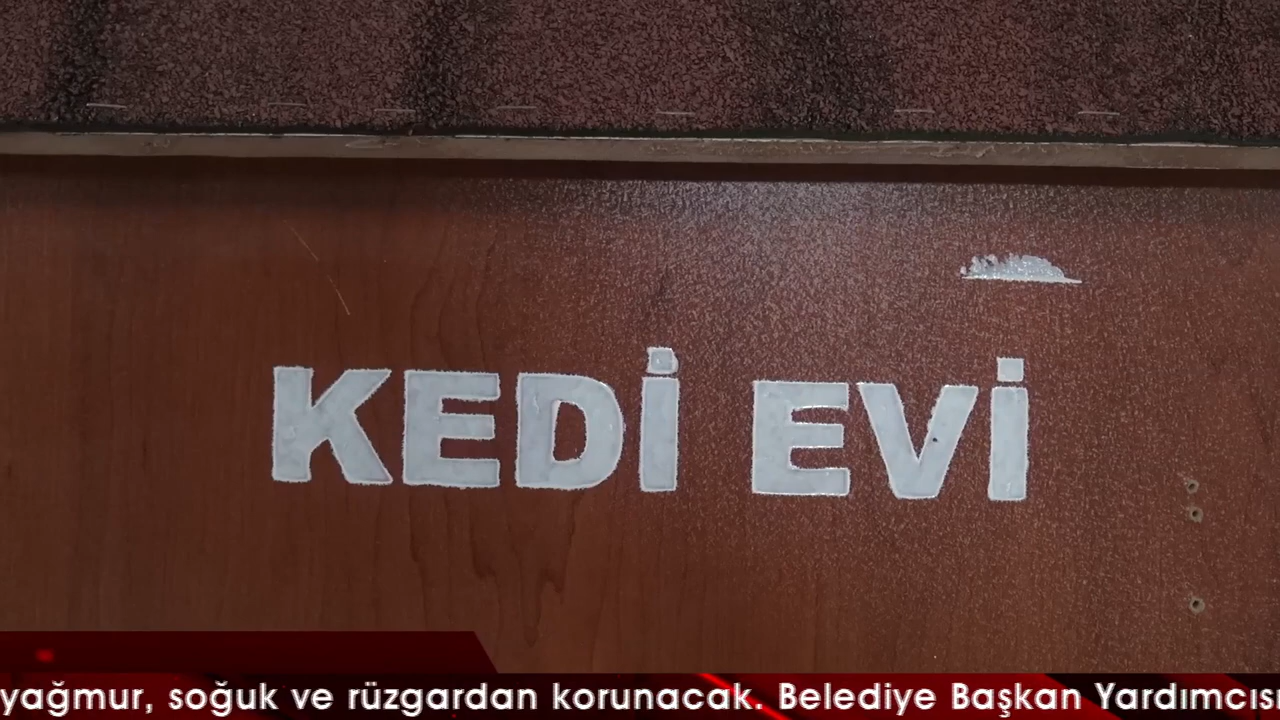 KEDİ EVİ
yağmur, soğuk ve rüzgardan korunacak. Belediye Başkan Yardımcısı